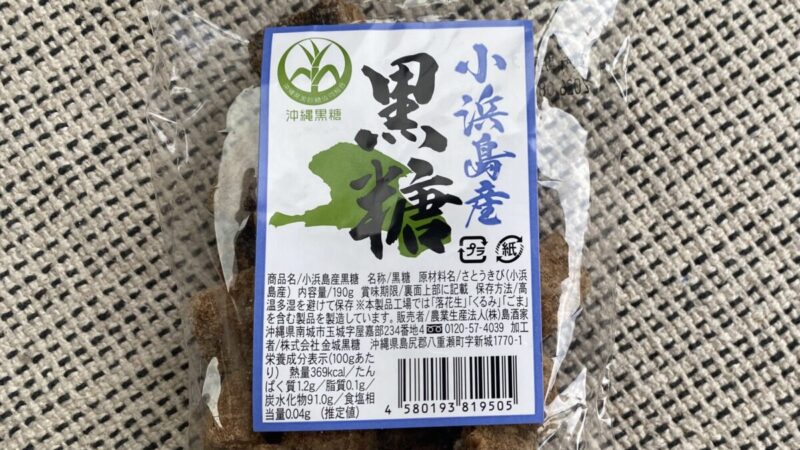 沖縄黒糖
小浜島産
黒糖
プラ
紙
商品名/小浜島産黒糖 名称/黒糖 原材料名/さとうきび(小浜
島産) 内容量/190g 賞味期限/裏面上部に記載 保存方法/高
温多湿を避けて保存 ※本製品工場では「落花生」「くるみ」「ごま」
を含む製品を製造しています。販売者/農業生産法人(株)島酒家
沖縄県南城市玉城字屋嘉部234番地4 0120-57-4039 加工
者/株式会社 金城黒糖 沖縄県島尻郡八重瀬町字新城1770-1
栄養成分表示(100gあた
り) 熱量369kcal/たん
ぱく質1.2g/脂質0.1g/
炭水化物91.0g/食塩相
当量0.04g (推定値)
4 580193 819505